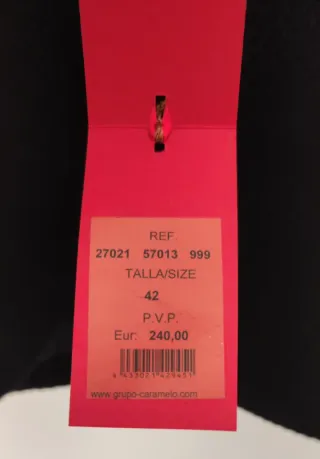 REF.
27021 57013 999
TALLA/SIZE
42
P.V.P.
Eur: 240,00
www.grupo-caramelo.com